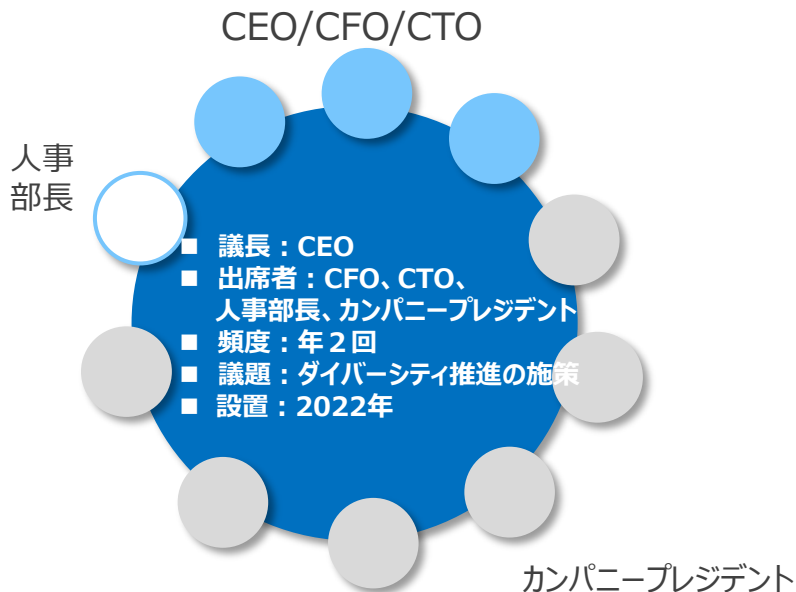 CEO/CFO/CTO
人事
部長
■ 議長：CEO
■ 出席者：CFO、CTO、
人事部長、カンパニープレジデント
■ 頻度：年２回
■ 議題：ダイバーシティ推進の施策
■ 設置：2022年
カンパニープレジデント